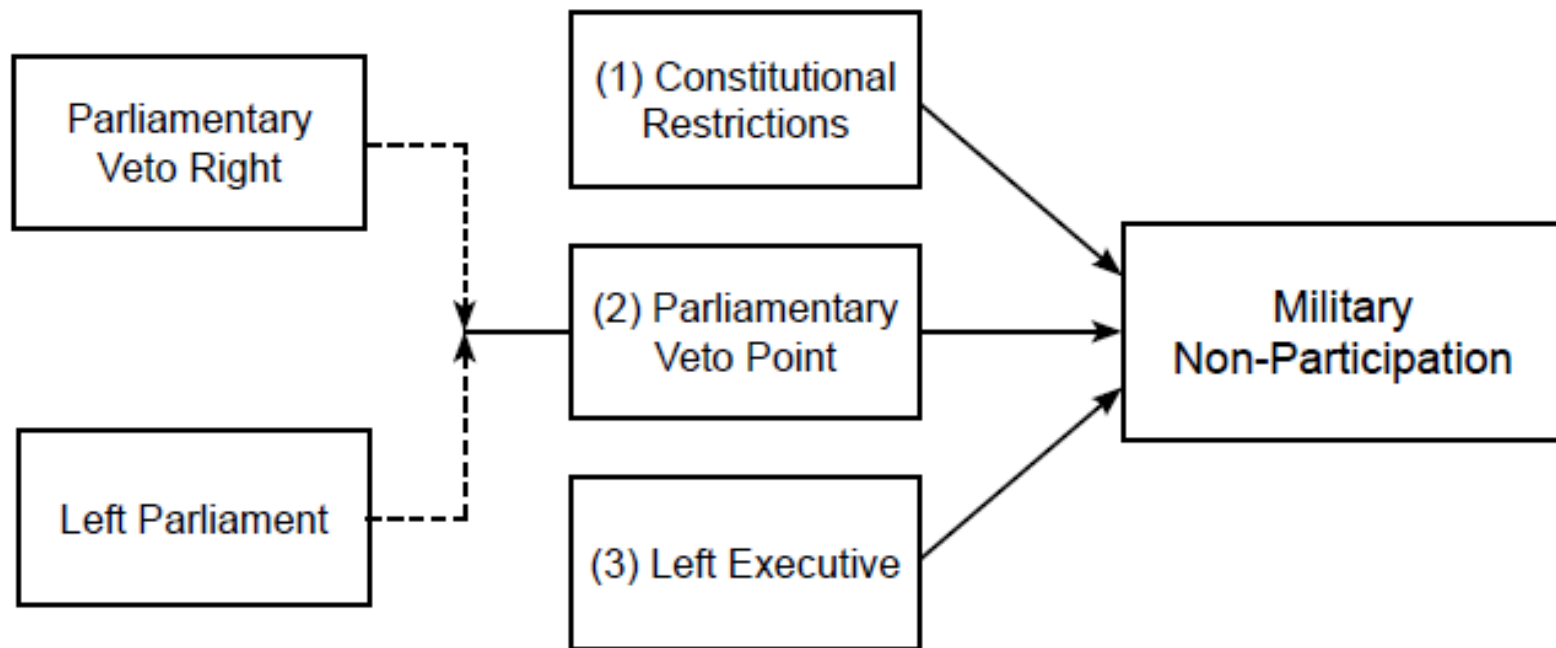 Parliamentary
Veto Right
Left Parliament
(1) Constitutional
Restrictions
(2) Parliamentary
Veto Point
(3) Left Executive
Military
Non-Participation